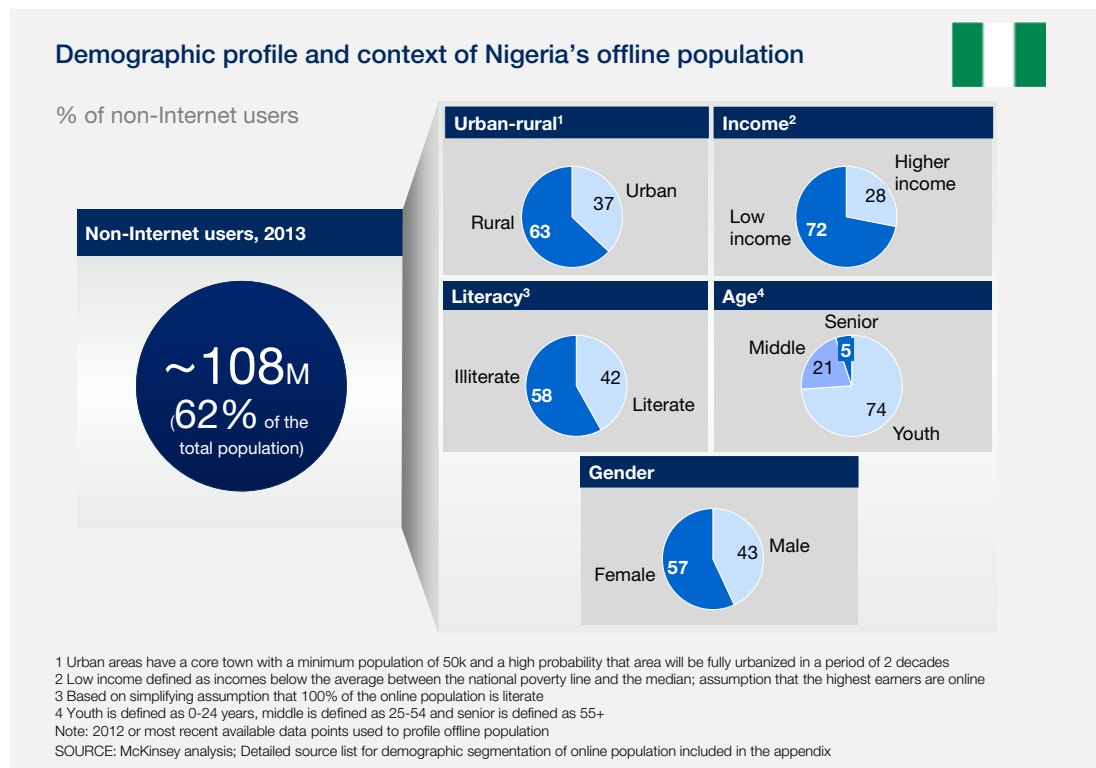 Demographic profile and context of Nigeria's offline population
% of non-Internet users
Non-Internet users, 2013
~108M
(62% of the
total population)
Urban-rural1
Urban
37
Rural
63
Income2
Higher
income
28
Low
income
72
Literacy3
Illiterate
58
42
Literate
Age4
Senior
5
Middle
21
74
Youth
Gender
Male
43
Female
57
1 Urban areas have a core town with a minimum population of 50k and a high probability that area will be fully urbanized in a period of 2 decades
2 Low income defined as incomes below the average between the national poverty line and the median; assumption that the highest earners are online
3 Based on simplifying assumption that 100% of the online population is literate
4 Youth is defined as 0-24 years, middle is defined as 25-54 and senior is defined as 55+
Note: 2012 or most recent available data points used to profile offline population
SOURCE: McKinsey analysis; Detailed source list for demographic segmentation of online population included in the appendix